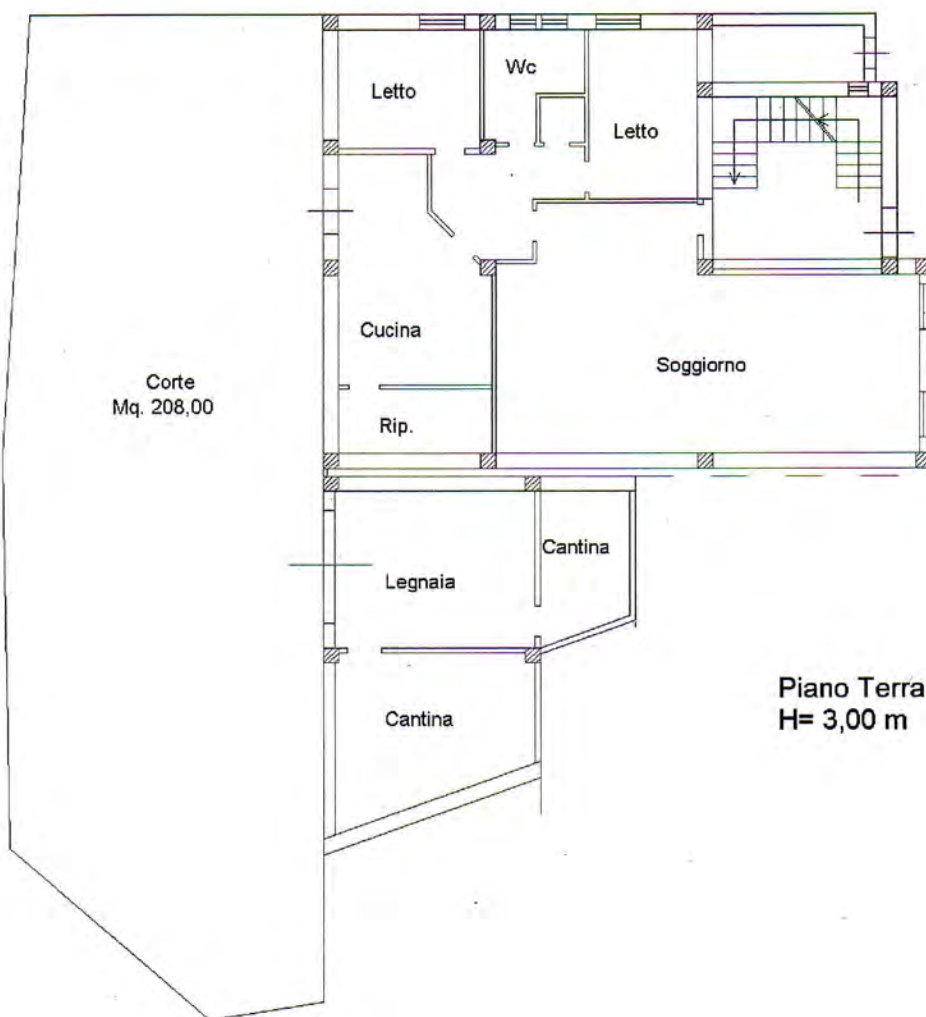 Wc
Letto
Letto
Cucina
Soggiorno
Corte
Mq. 208,00
Rip.
Cantina
Legnaia
Cantina
Piano Terra
H= 3,00 m